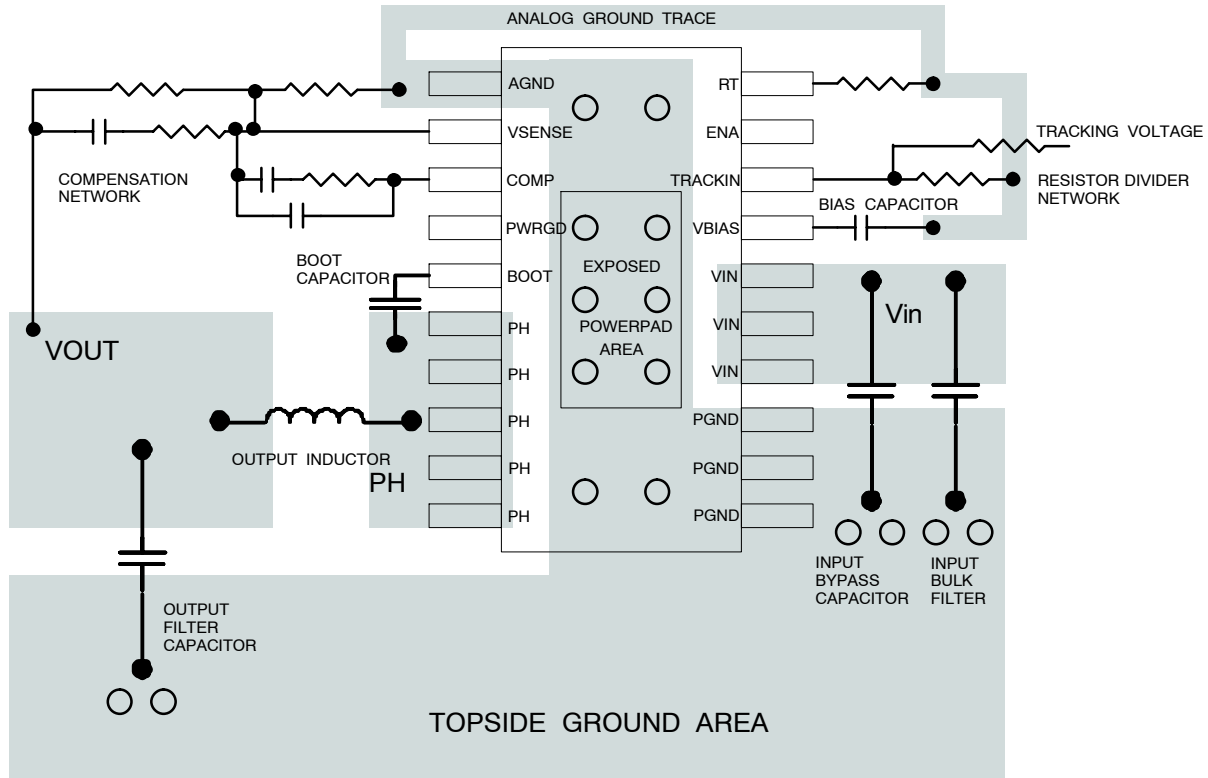 ANALOG GROUND TRACE
AGND
RT
VSENSE
ENA
TRACKING VOLTAGE
COMPENSATION
NETWORK
COMP
TRACKIN
RESISTOR DIVIDER
NETWORK
BIAS CAPACITOR
PWRGD
VBIAS
BOOT
CAPACITOR
BOOT
EXPOSED
POWERPAD
AREA
VIN
Vin
PH
VIN
VOUT
PH
VIN
PH
PGND
OUTPUT INDUCTOR
PH
PH
PGND
PH
PGND
INPUT
BYPASS
CAPACITOR
INPUT
BULK
FILTER
OUTPUT
FILTER
CAPACITOR
TOPSIDE GROUND AREA